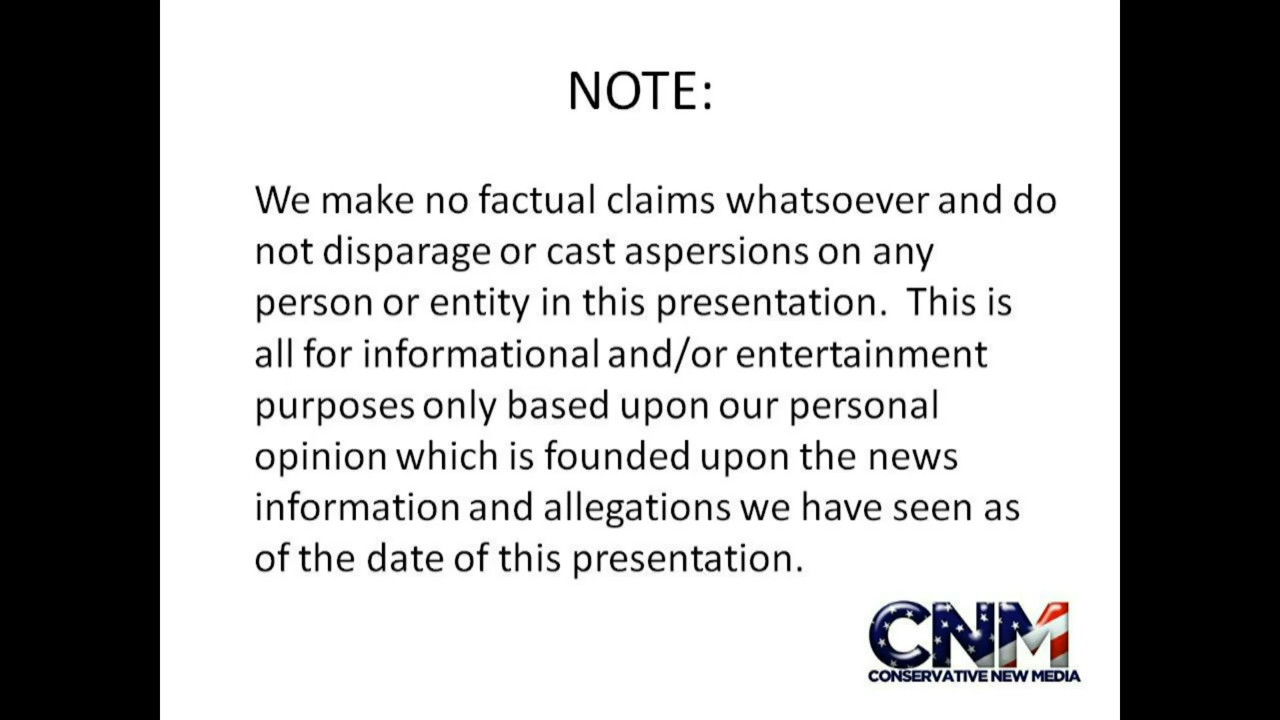 NOTE:
We make no factual claims whatsoever and do
not disparage or cast aspersions on any
person or entity in this presentation.  This is
all for informational and/or entertainment
purposes only based upon our personal
opinion which is founded upon the news
information and allegations we have seen as
of the date of this presentation.
CNM
CONSERVATIVE NEW MEDIA